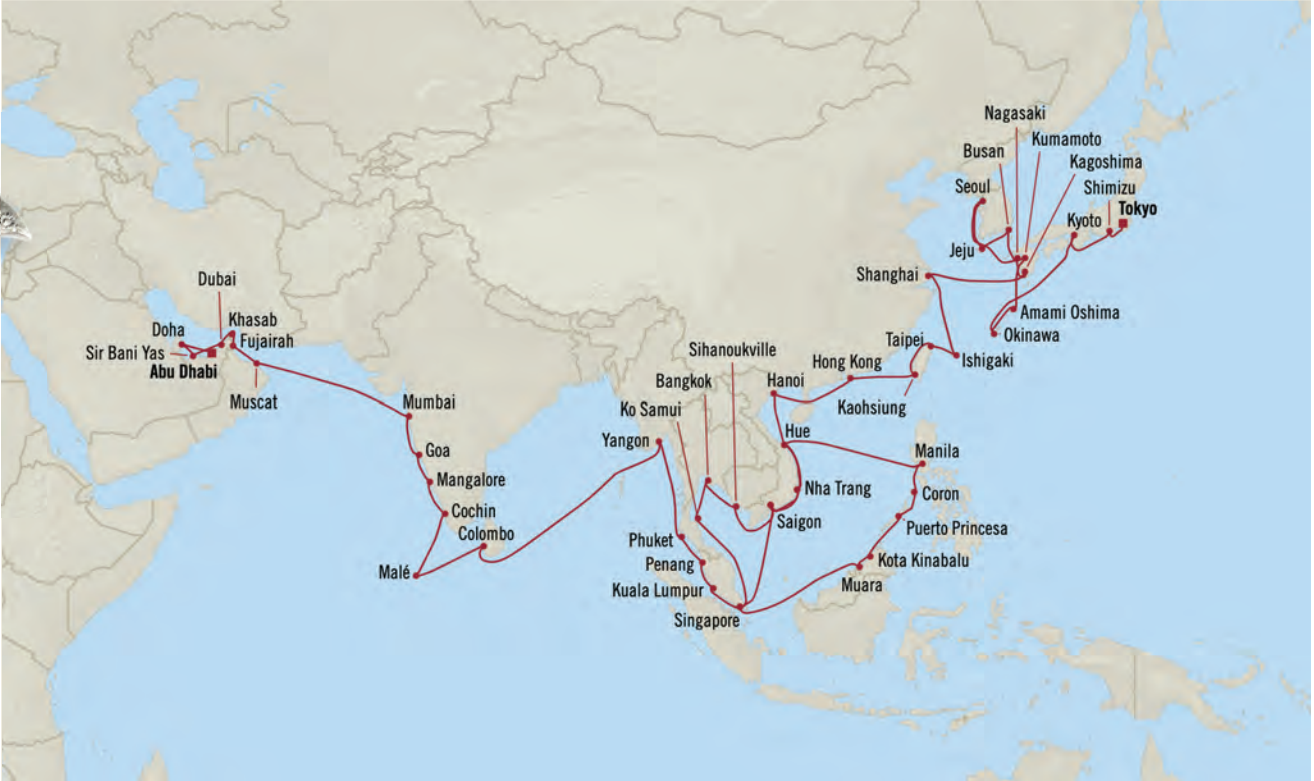 Nagasaki
Kumamoto
Busan
Kagoshima
Seoul
Shimizu
Tokyo
Kyoto
Jeju
Shanghai
Dubai
Khasab
Amami Oshima
Doha
Fujairah
Okinawa
Sir Bani Yas
Taipei
Sihanoukville
Ishigaki
Abu Dhabi
Hong Kong
Bangkok
Hanoi
Muscat
Mumbai
Ko Samui
Kaohsiung
Hue
Yangon
Goa
Manila
Mangalore
Nha Trang
Coron
Cochin
Saigon
Puerto Princesa
Colombo
Phuket
Kota Kinabalu
Penang
Malé
Muara
Kuala Lumpur
Singapore